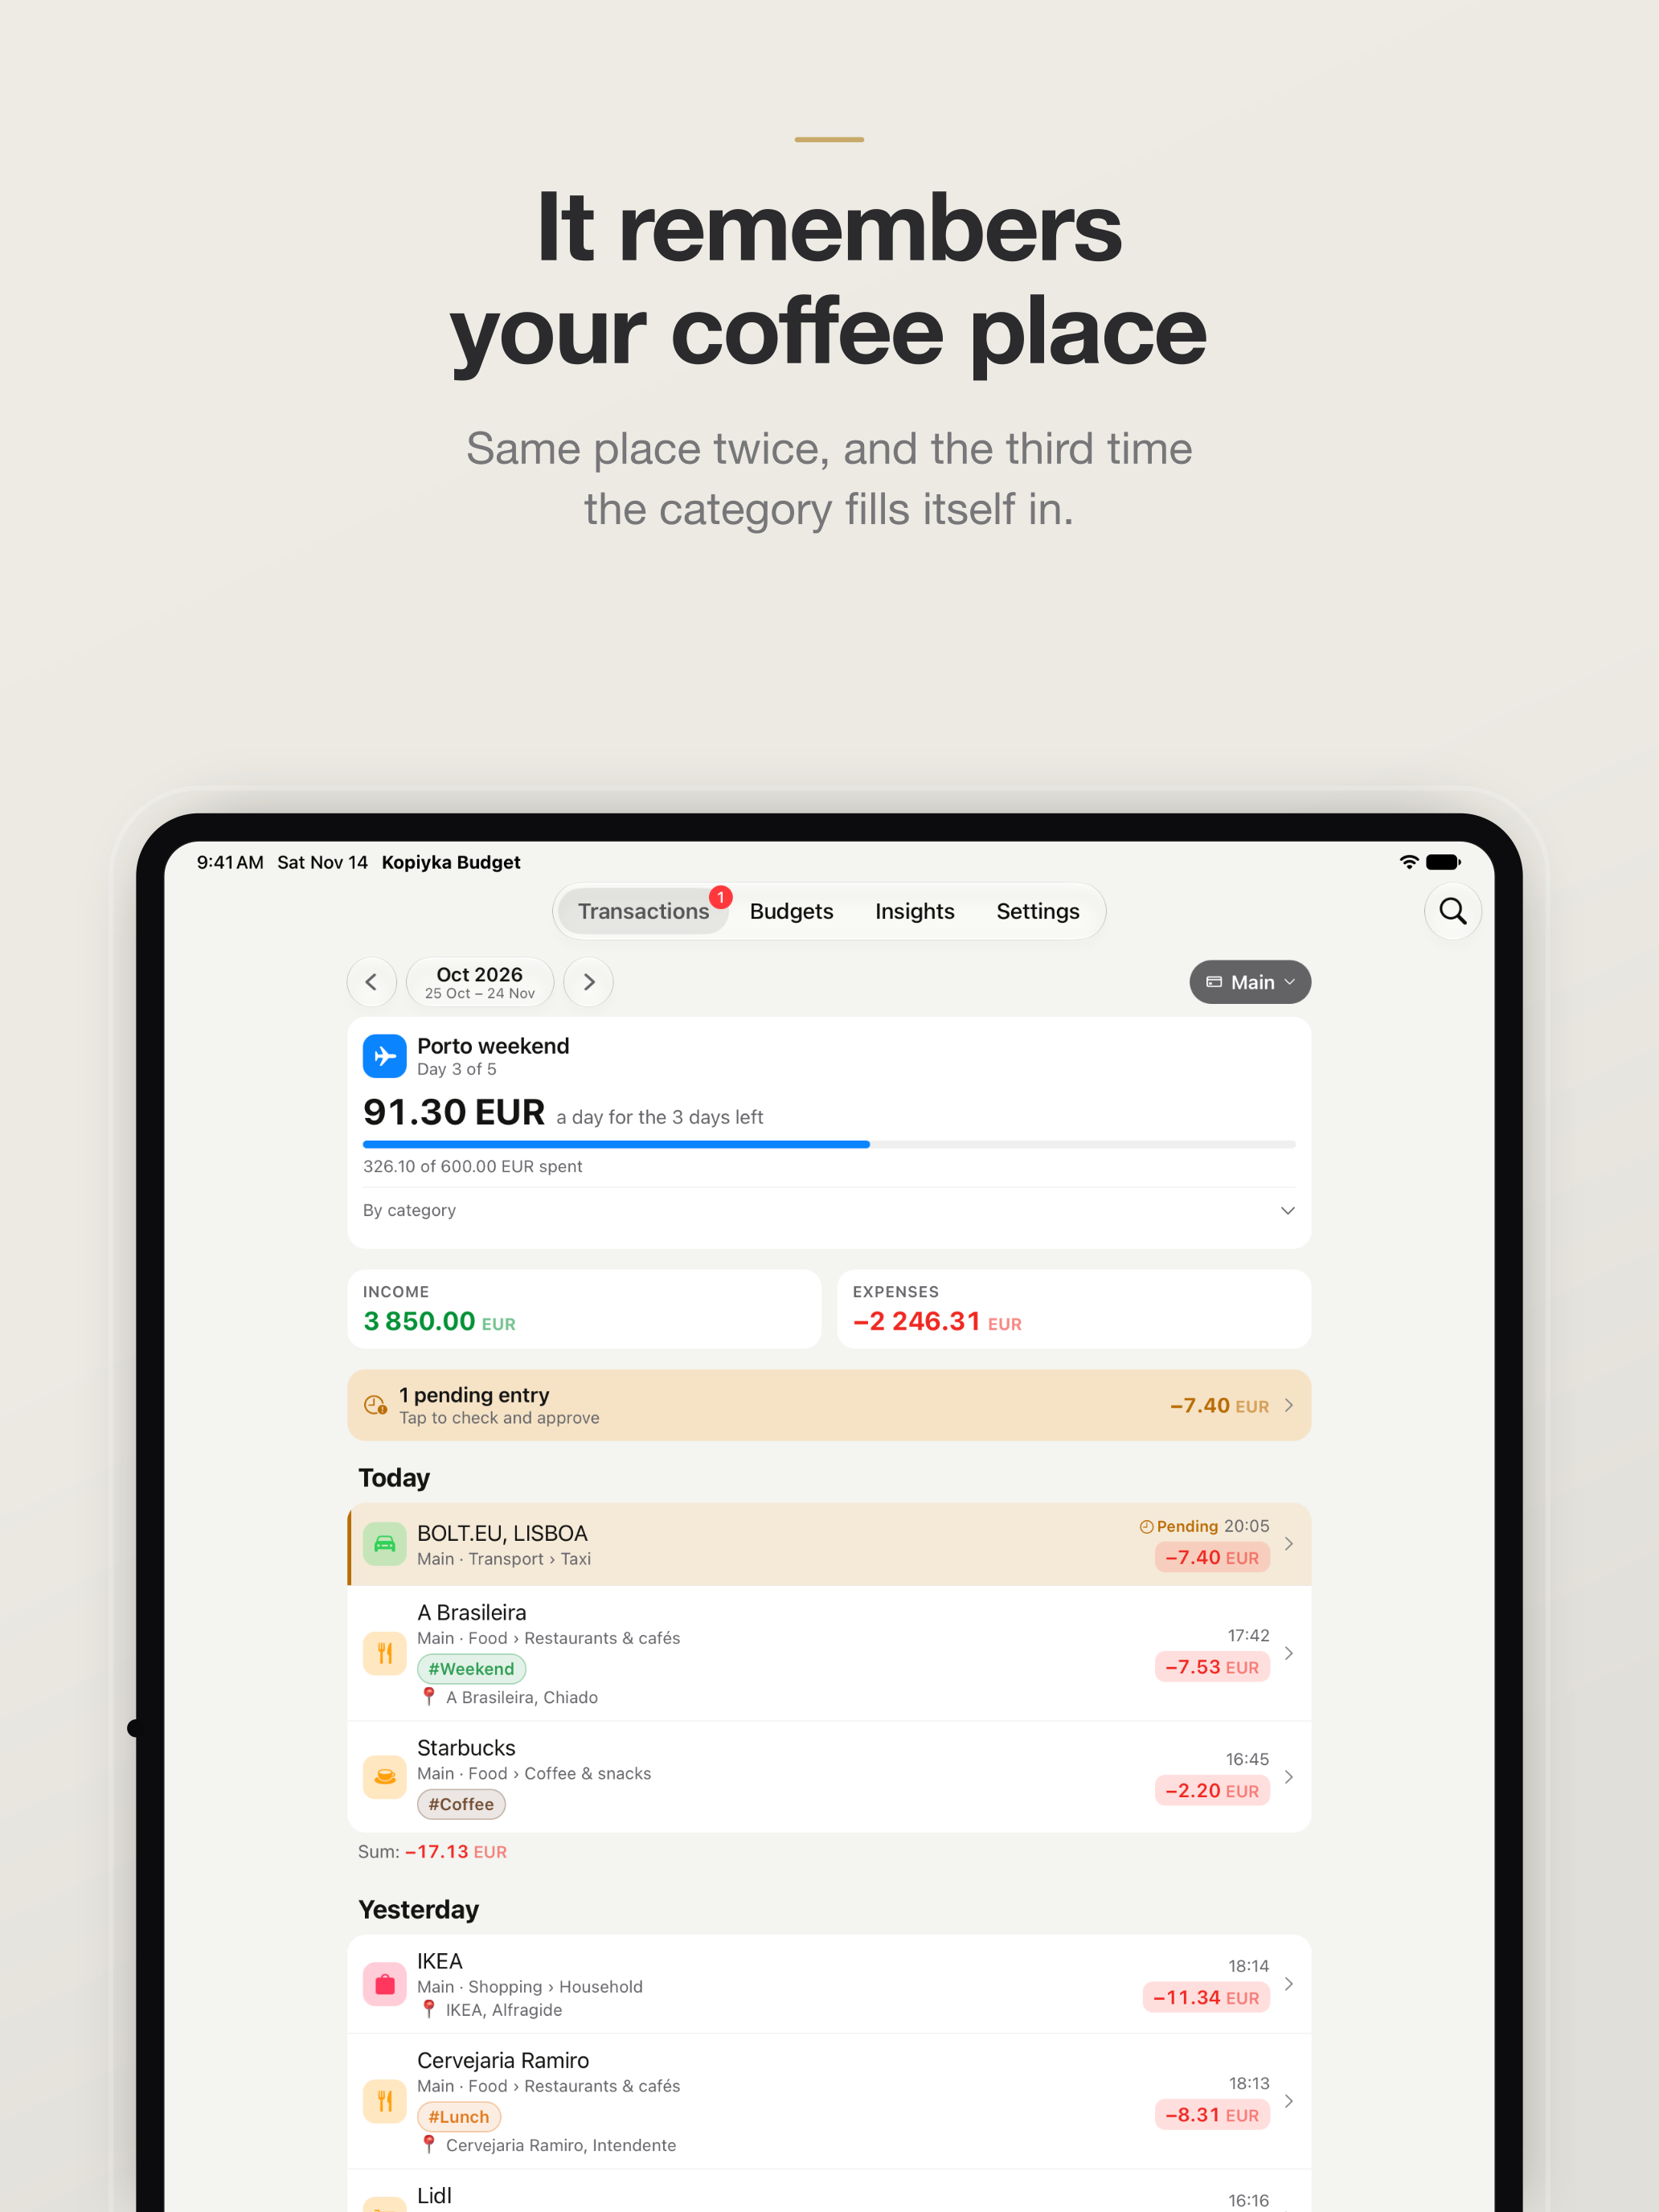 It remembers
your coffee place
Same place twice, and the third time
the category fills itself in.
9:41 AM Sat Nov 14 Kopiyka Budget
Transactions 1 Budgets Insights Settings
Oct 2026
25 Oct – 24 Nov
Main
Porto weekend
Day 3 of 5
91.30 EUR a day for the 3 days left
326.10 of 600.00 EUR spent
By category
INCOME
3 850.00 EUR
EXPENSES
−2 246.31 EUR
1 pending entry
Tap to check and approve
−7.40 EUR
Today
BOLT.EU, LISBOA
Main · Transport › Taxi
Pending 20:05
−7.40 EUR
A Brasileira
Main · Food › Restaurants & cafés
#Weekend
A Brasileira, Chiado
17:42
−7.53 EUR
Starbucks
Main · Food › Coffee & snacks
#Coffee
16:45
−2.20 EUR
Sum: −17.13 EUR
Yesterday
IKEA
Main · Shopping › Household
IKEA, Alfragide
18:14
−11.34 EUR
Cervejaria Ramiro
Main · Food › Restaurants & cafés
#Lunch
Cervejaria Ramiro, Intendente
18:13
−8.31 EUR
Lidl
16:16